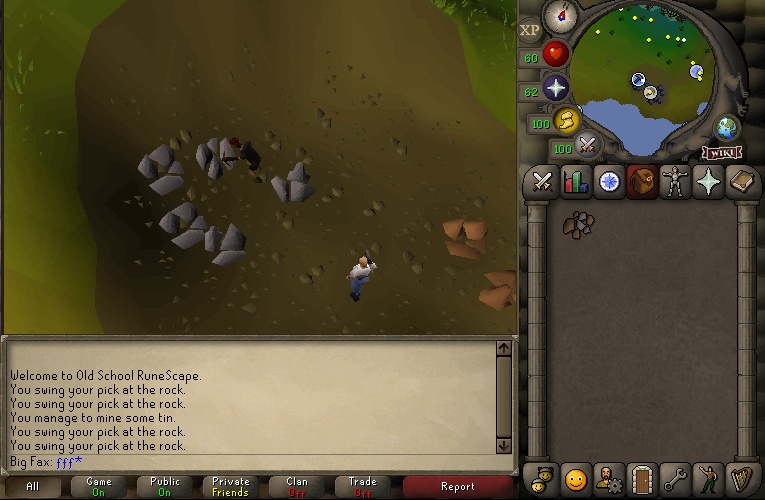 XP
60
62
100
100
WIKI
Welcome to Old School RuneScape.
You swing your pick at the rock.
You swing your pick at the rock.
You manage to mine some tin.
You swing your pick at the rock.
You swing your pick at the rock.
Big Fax: fff*
All
Game
On
Public
On
Private
Friends
Clan
Off
Trade
Off
Report